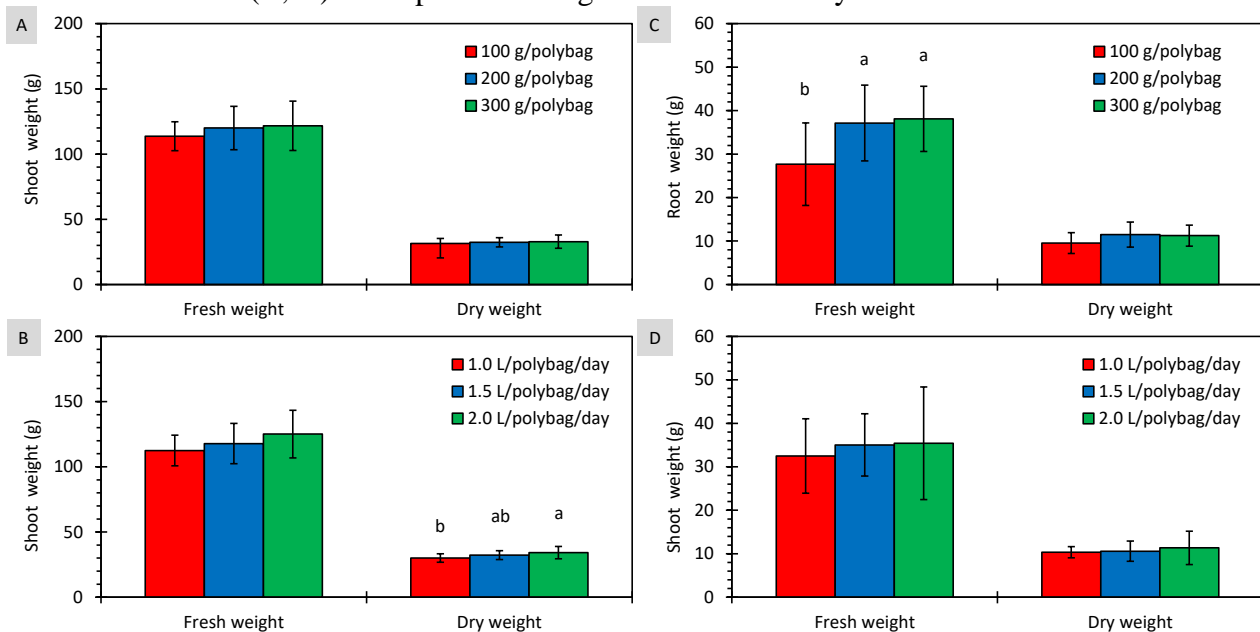 A
200
150
100
50
0
Shoot weight (g)
100 g/polybag
200 g/polybag
300 g/polybag
Fresh weight
Dry weight
C
60
50
40
30
20
10
0
Root weight (g)
b
a
a
100 g/polybag
200 g/polybag
300 g/polybag
Fresh weight
Dry weight
B
200
150
100
50
0
Shoot weight (g)
1.0 L/polybag/day
1.5 L/polybag/day
2.0 L/polybag/day
b
ab
a
Fresh weight
Dry weight
D
60
50
40
30
20
10
0
Shoot weight (g)
1.0 L/polybag/day
1.5 L/polybag/day
2.0 L/polybag/day
Fresh weight
Dry weight